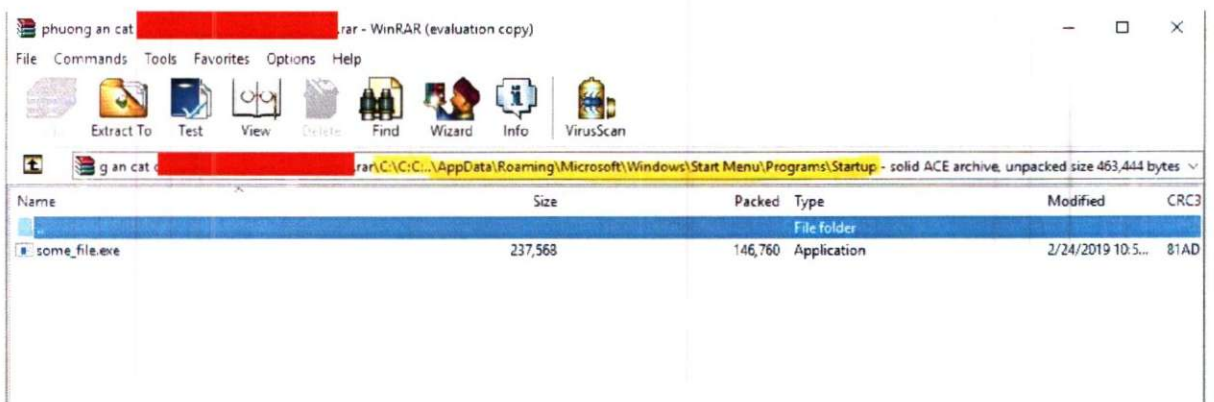 phuong an cat .rar - WinRAR (evaluation copy)
File Commands Tools Favorites Options Help
Extract To Test View Delete Find Wizard Info VirusScan
g an cat .rar\C:\C:C:..\AppData\Roaming\Microsoft\Windows\Start Menu\Programs\Startup - solid ACE archive, unpacked size 463,444 bytes
Name Size Packed Type Modified CRC3
.. File folder
some_file.exe 237,568 146,760 Application 2/24/2019 10:5... 81AD